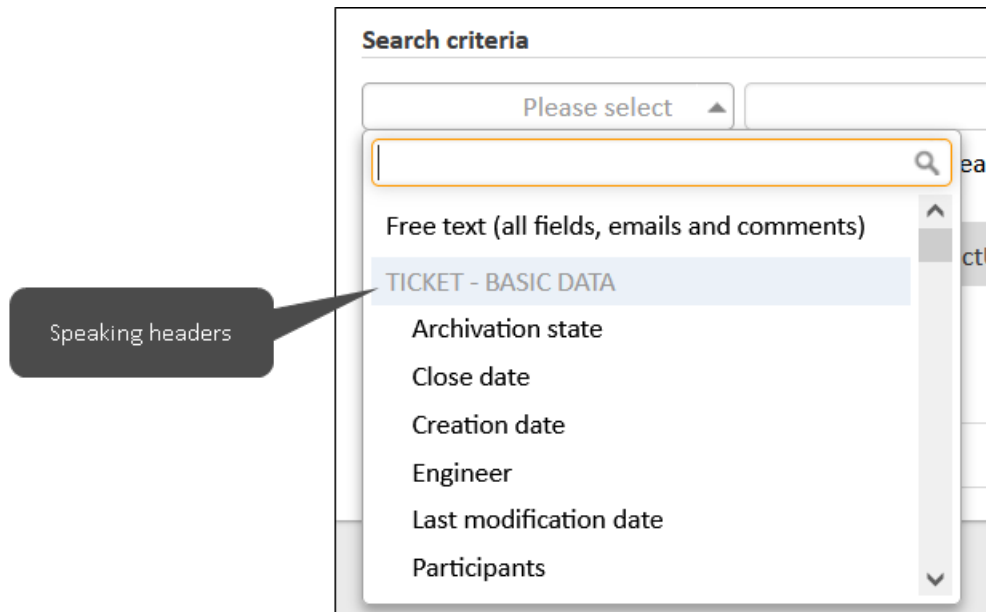 Search criteria
Please select
Free text (all fields, emails and comments)
TICKET - BASIC DATA
Speaking headers
Archivation state
Close date
Creation date
Engineer
Last modification date
Participants